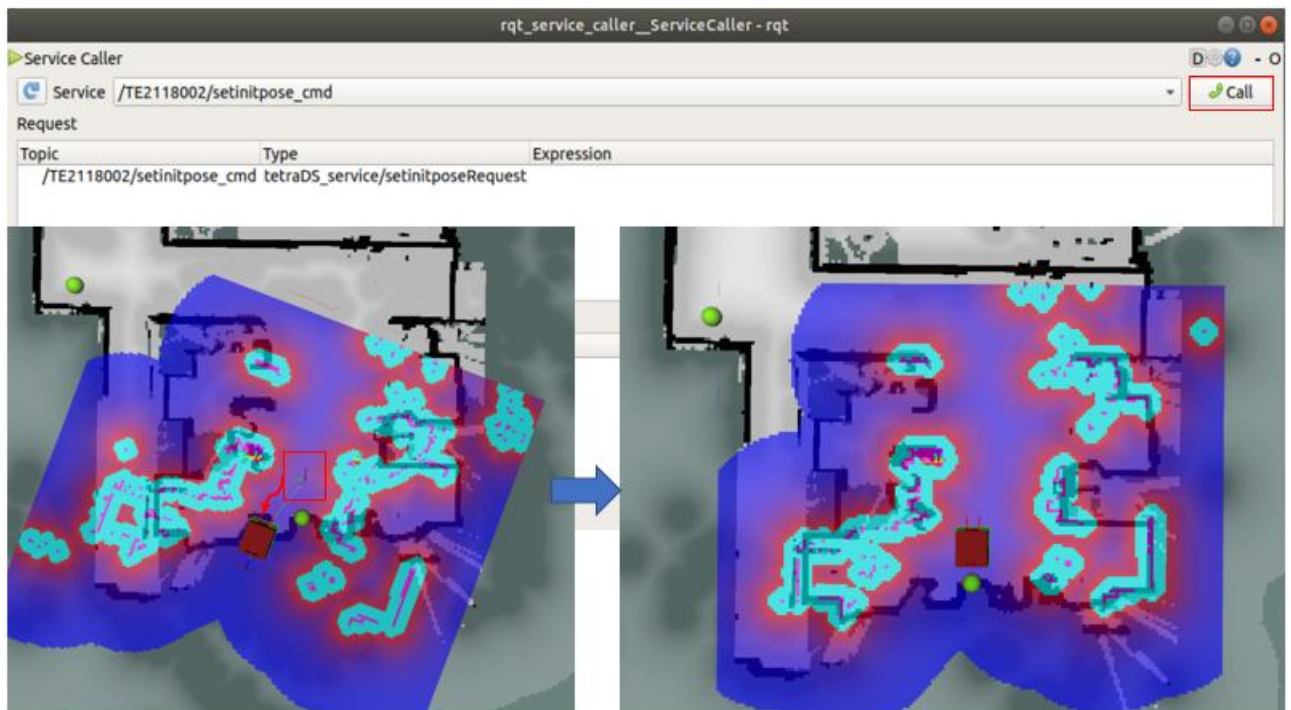 rqt_service_caller__ServiceCaller - rqt
Service Caller D - O
Service /TE2118002/setinitpose_cmd Call
Request
Topic Type Expression
/TE2118002/setinitpose_cmd tetraDS_service/setinitposeRequest